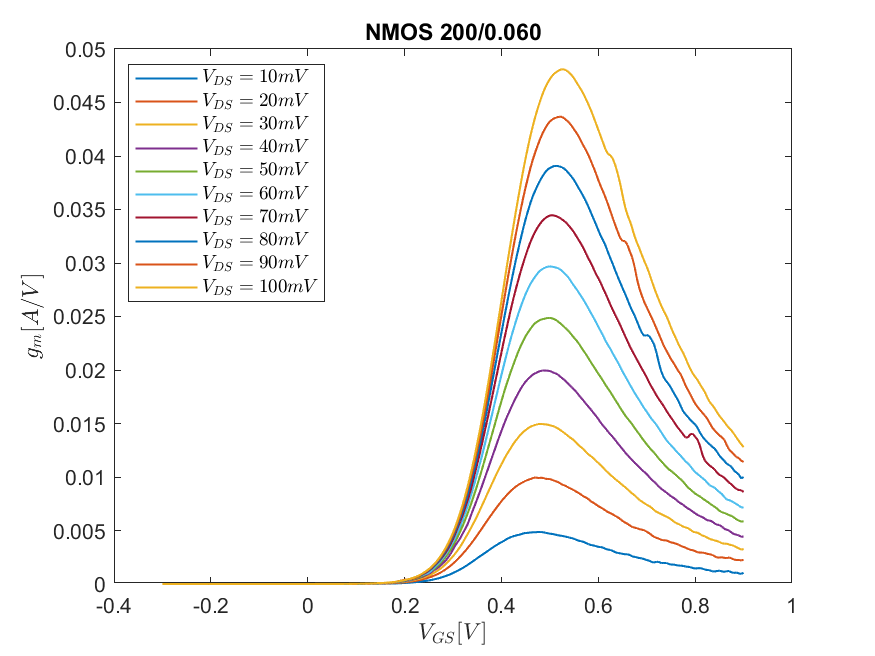 NMOS 200/0.060
0.05
0.045
0.04
0.035
0.03
0.025
0.02
0.015
0.01
0.005
0
g_m[A/V]
V_DS = 10mV
V_DS = 20mV
V_DS = 30mV
V_DS = 40mV
V_DS = 50mV
V_DS = 60mV
V_DS = 70mV
V_DS = 80mV
V_DS = 90mV
V_DS = 100mV
-0.4 -0.2 0 0.2 0.4 0.6 0.8 1
V_GS[V]